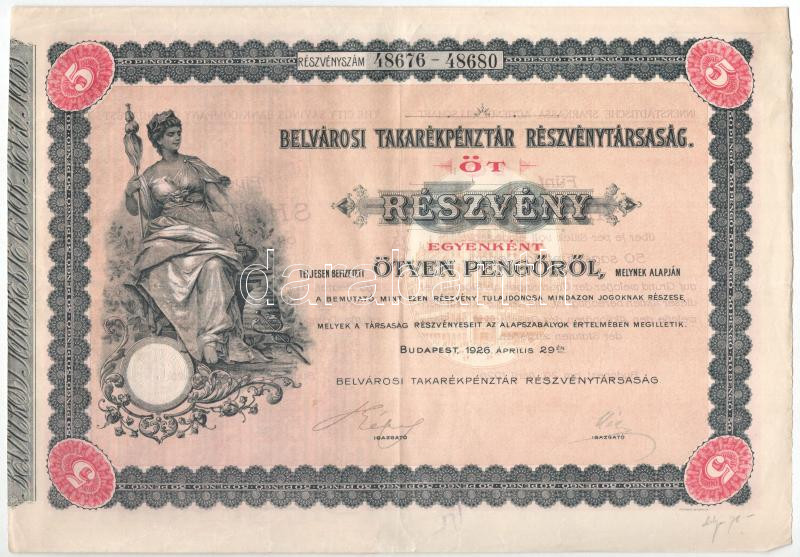 5
5
RÉSZVÉNYSZÁM 48676 - 48680
BELVÁROSI TAKARÉKPÉNZTÁR RÉSZVÉNYTÁRSASÁG.
ÖT
RÉSZVÉNY
EGYENKÉNT
TELJESEN BEFIZETETT ÖTVEN PENGŐRŐL, MELYNEK ALAPJÁN
A BEMUTATÓ MINT EZEN RÉSZVÉNY TULAJDONOSA MINDAZON JOGOKNAK RÉSZESE,
MELYEK A TÁRSASÁG RÉSZVÉNYESEIT AZ ALAPSZABÁLYOK ÉRTELMÉBEN MEGILLETIK.
BUDAPEST, 1926. ÁPRILIS 29ÉN
BELVÁROSI TAKARÉKPÉNZTÁR RÉSZVÉNYTÁRSASÁG
IGAZGATÓ
IGAZGATÓ
5
5